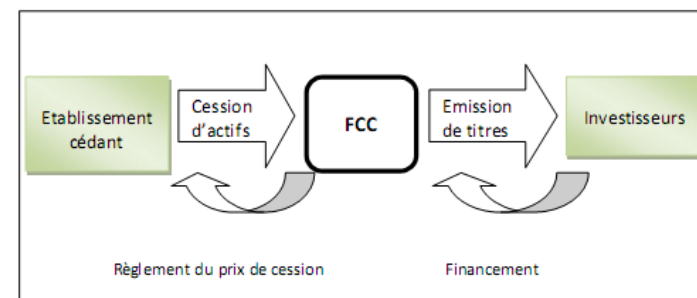 Etablissement
cédant
Cession
d'actifs
FCC
Emission
de titres
Investisseurs
Règlement du prix de cession
Financement